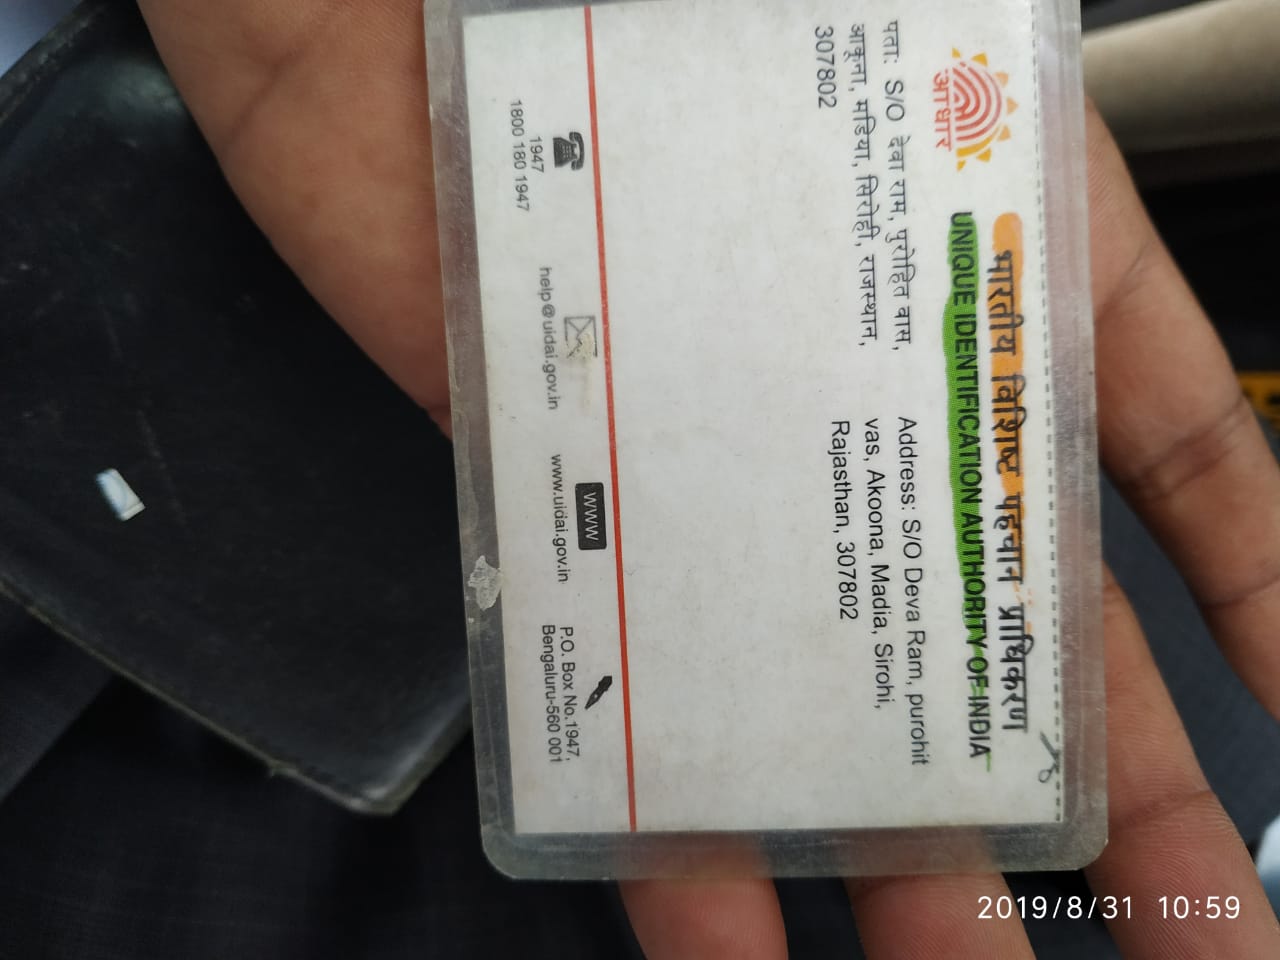 आधार
भारतीय विशिष्ट पहचान प्राधिकरण
UNIQUE IDENTIFICATION AUTHORITY OF INDIA
पता: S/O देवा राम, पुरोहित वास,
आकूना, मडिया, सिरोही, राजस्थान,
307802
Address: S/O Deva Ram, purohit
vas, Akoona, Madia, Sirohi,
Rajasthan, 307802
1947
1800 180 1947
help@uidai.gov.in
WWW
www.uidai.gov.in
P.O. Box No.1947,
Bengaluru-560 001
2019/8/31 10:59